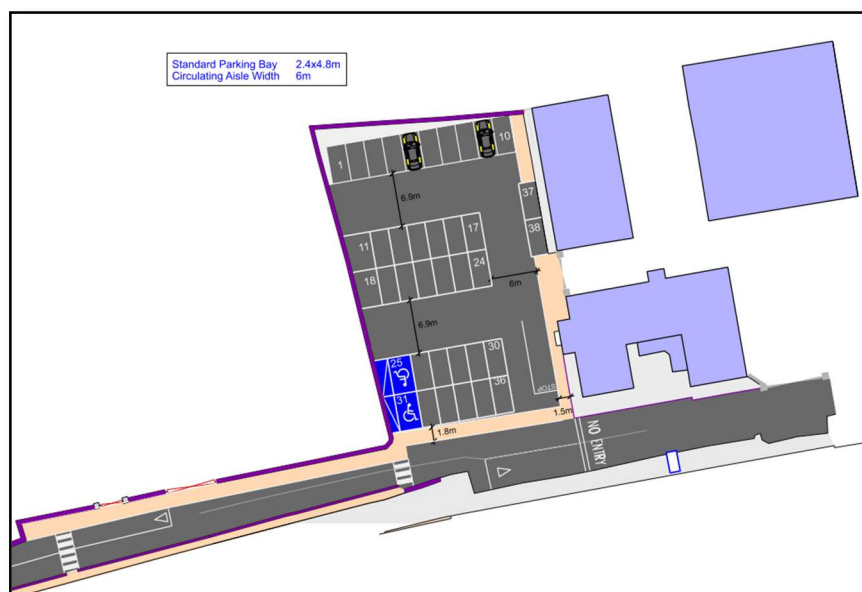 Standard Parking Bay 2.4x4.8m
Circulating Aisle Width 6m
1
10
6.9m
37
38
11
17
18
24
6m
6.9m
25
30
31
36
STOP
1.5m
1.8m
NO ENTRY